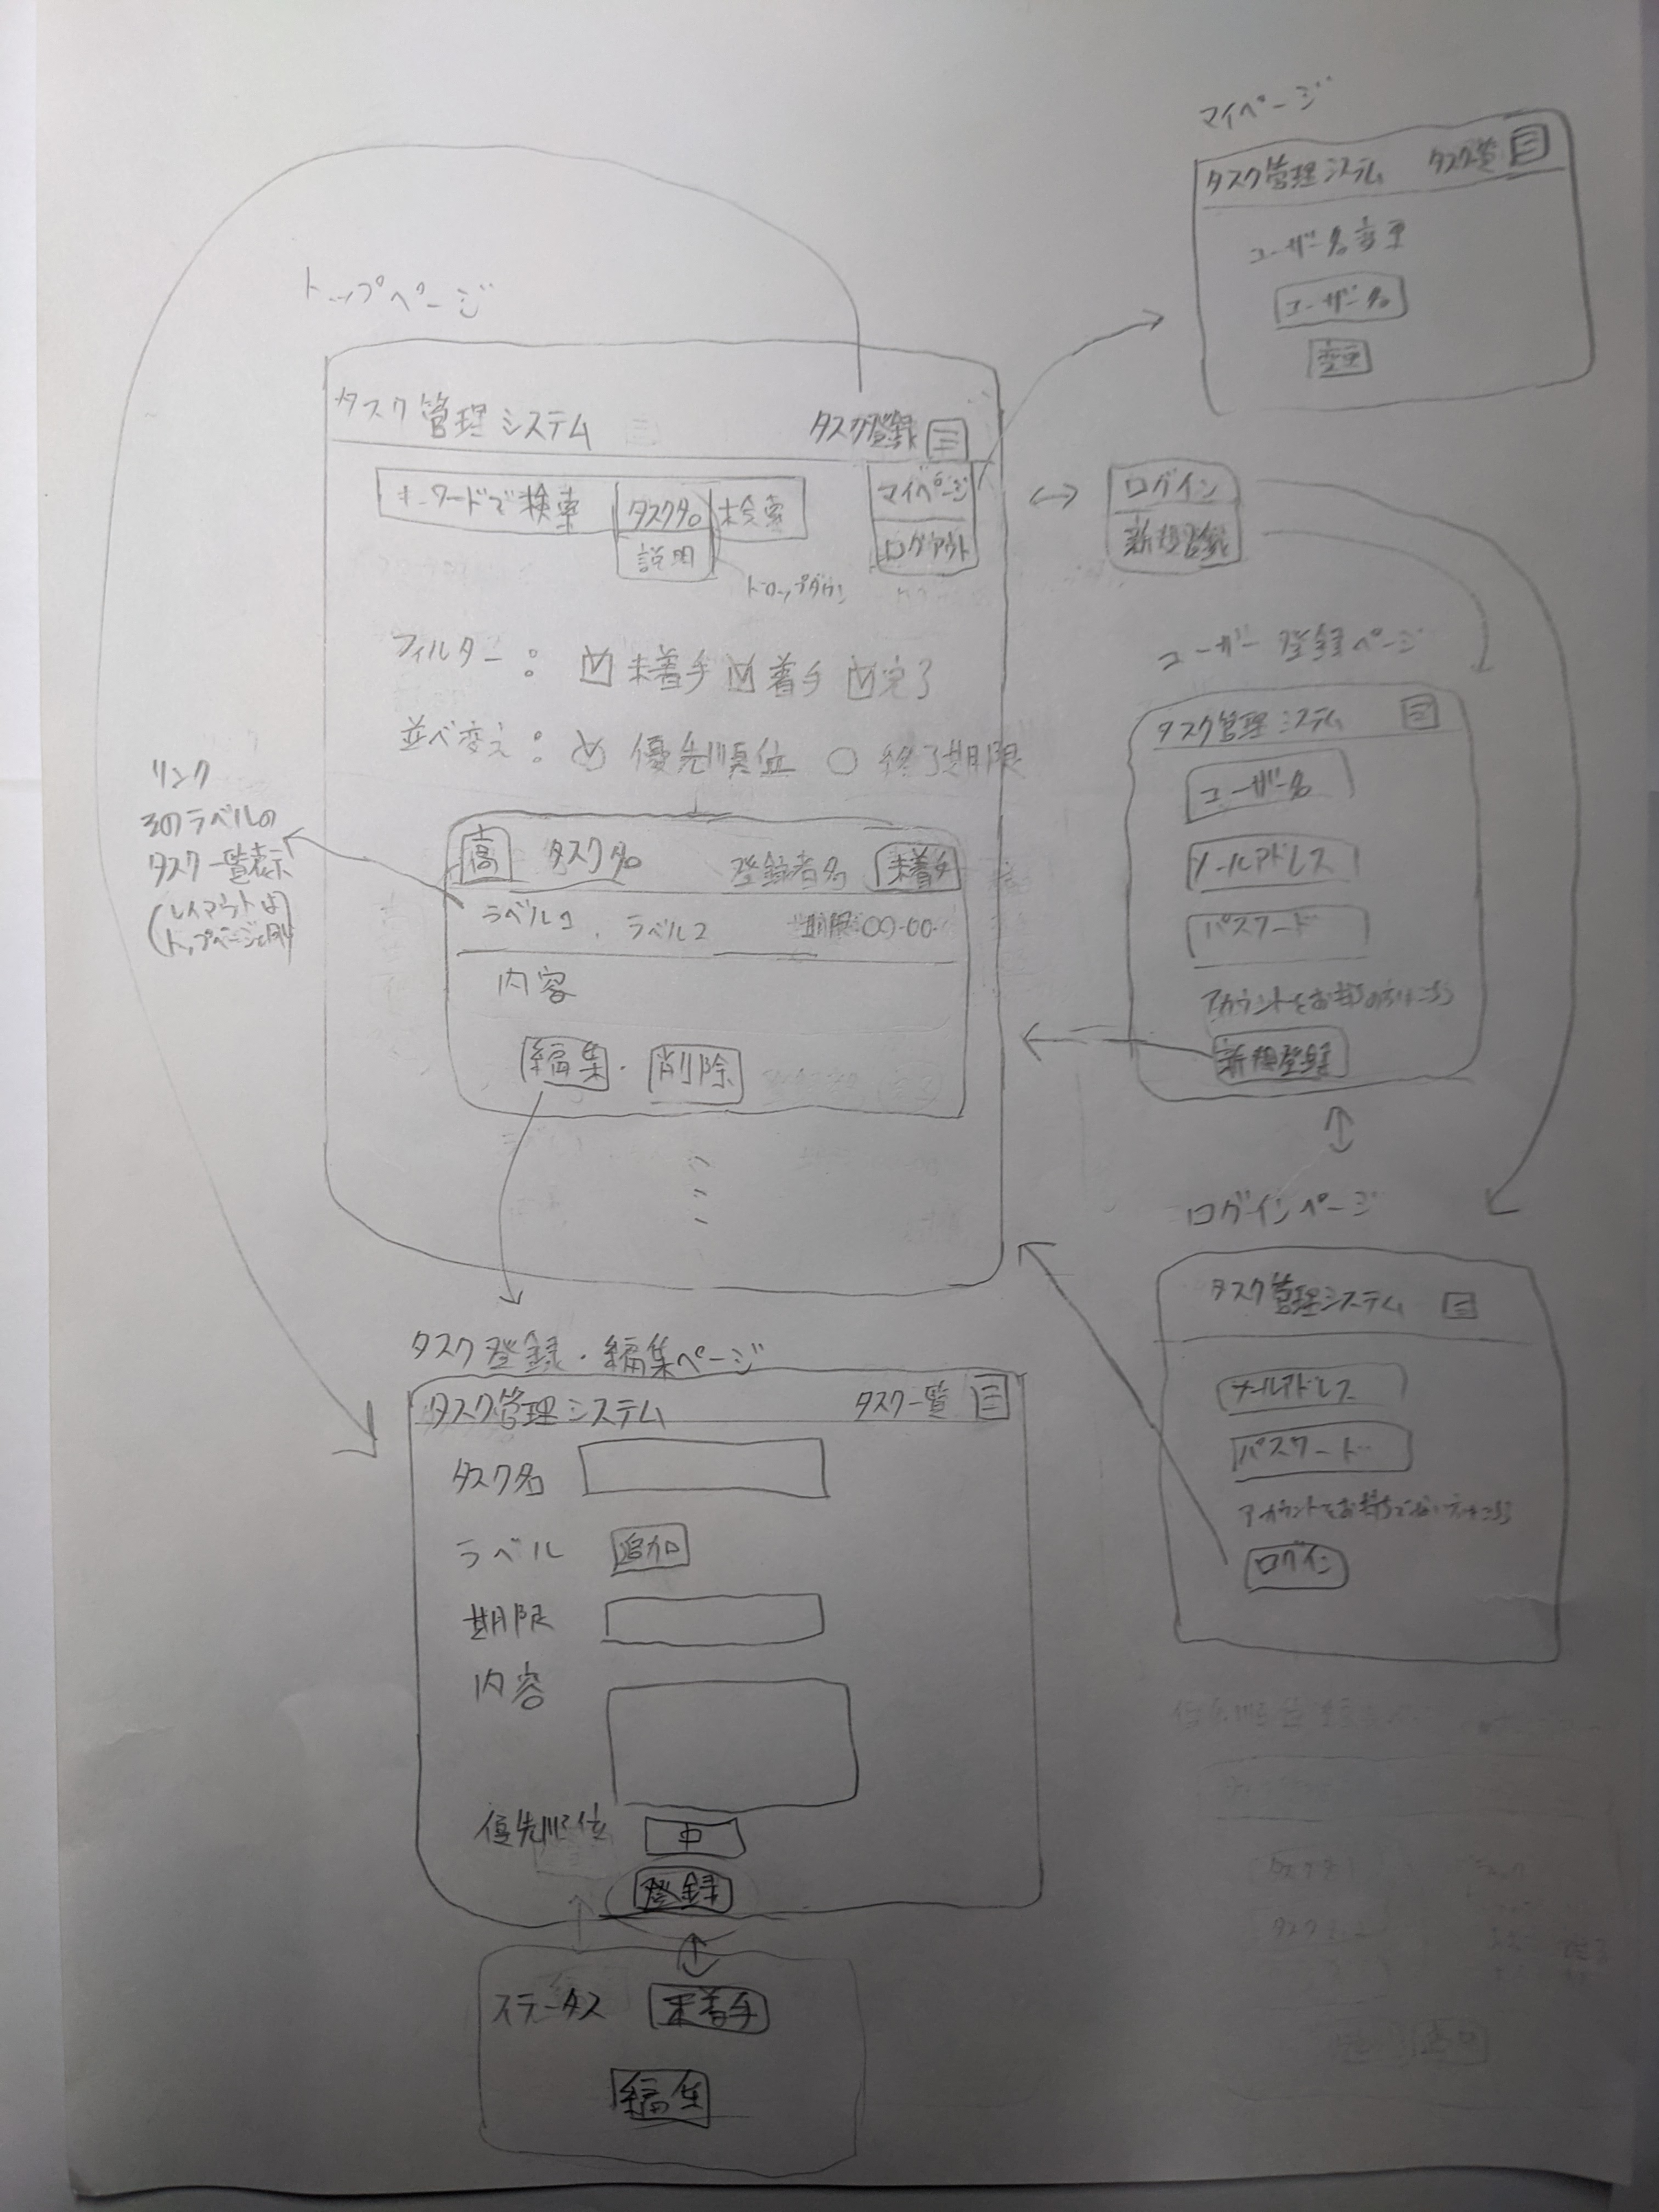 マイページ
タスク管理システム タスク一覧
ユーザー名変更
ユーザー名
変更
トップページ
タスク管理システム タスク登録
キーワードで検索 タスク名 検索
説明
ドロップダウン
マイページ
ログアウト
ログイン
新規登録
フィルター: 未着手 着手 完了
並べ変え: 優先順位 終了期限
高 タスク名 登録者名 未着手
ラベル1 ラベル2 期限:00-00-
内容
編集 削除
リンク
そのラベルの
タスク一覧表示
(レイアウトは
トップページと同じ)
ユーザー登録ページ
タスク管理システム
ユーザー名
メールアドレス
パスワード
アカウントをお持ちの方はこちら
新規登録
ログインページ
タスク管理システム
メールアドレス
パスワード
アカウントをお持ちでない方はこちら
ログイン
タスク登録・編集ページ
タスク管理システム タスク一覧
タスク名
ラベル 追加
期限
内容
優先順位 中
登録
ステータス 未着手
編集